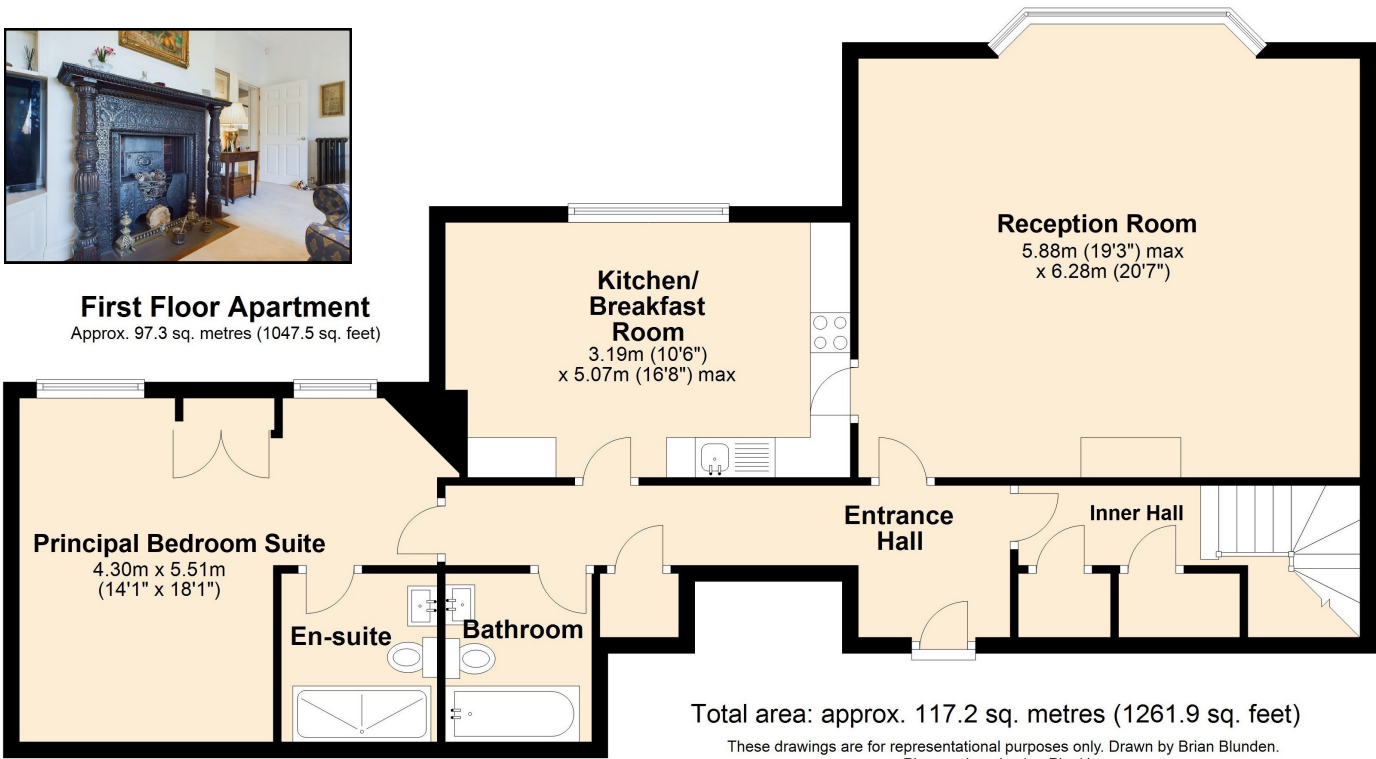 First Floor Apartment
Approx. 97.3 sq. metres (1047.5 sq. feet)
Reception Room
5.88m (19'3") max
x 6.28m (20'7")
Kitchen/
Breakfast
Room
3.19m (10'6")
x 5.07m (16'8") max
Principal Bedroom Suite
4.30m x 5.51m
(14'1" x 18'1")
En-suite
Bathroom
Entrance
Hall
Inner Hall
Total area: approx. 117.2 sq. metres (1261.9 sq. feet)
These drawings are for representational purposes only. Drawn by Brian Blunden.